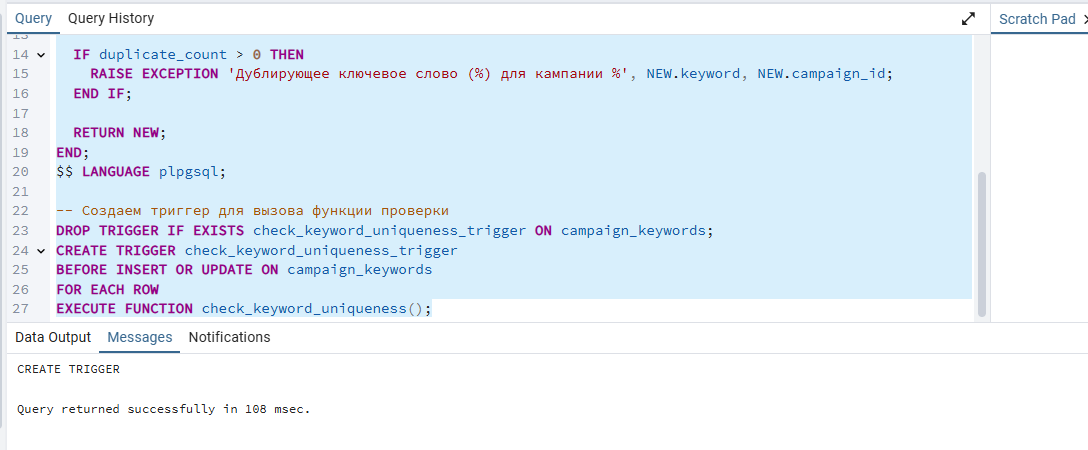 Query Query History
Scratch Pad
13
14 IF duplicate_count > 0 THEN
15 RAISE EXCEPTION 'Дублирующее ключевое слово (%) для кампании %', NEW.keyword, NEW.campaign_id;
16 END IF;
17
18 RETURN NEW;
19 END;
20 $$ LANGUAGE plpgsql;
21
22 -- Создаем триггер для вызова функции проверки
23 DROP TRIGGER IF EXISTS check_keyword_uniqueness_trigger ON campaign_keywords;
24 CREATE TRIGGER check_keyword_uniqueness_trigger
25 BEFORE INSERT OR UPDATE ON campaign_keywords
26 FOR EACH ROW
27 EXECUTE FUNCTION check_keyword_uniqueness();
Data Output Messages Notifications
CREATE TRIGGER
Query returned successfully in 108 msec.